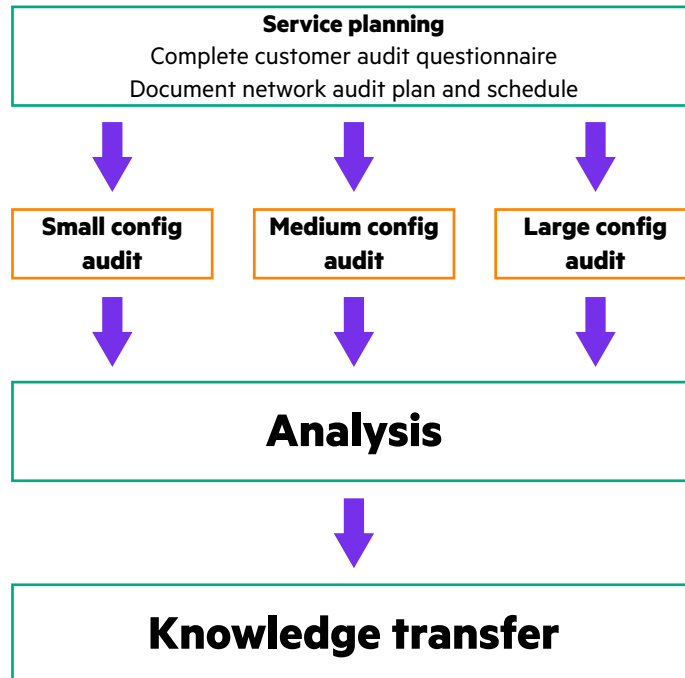 Service planning
Complete customer audit questionnaire
Document network audit plan and schedule
Small config
audit
Medium config
audit
Large config
audit
Analysis
Knowledge transfer